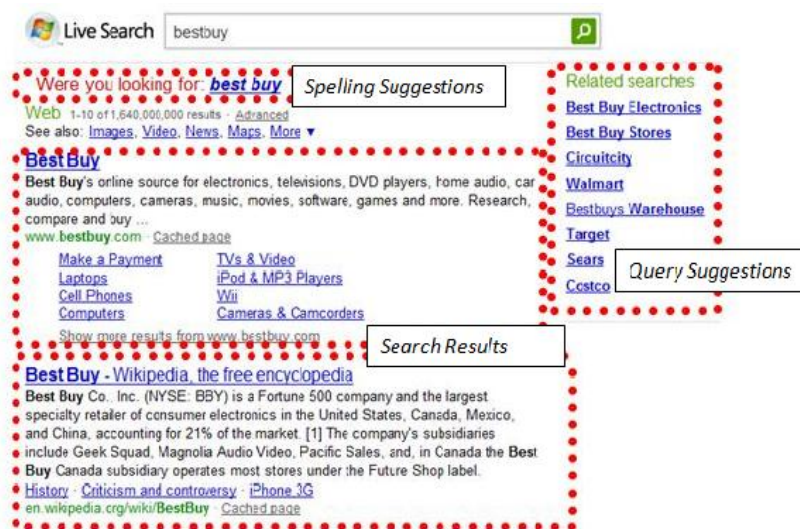 Live Search bestbuy
Were you looking for: best buy
Spelling Suggestions
Web 1-10 of 1,640,000,000 results · Advanced
See also: Images, Video, News, Maps, More ▼
Best Buy
Best Buy's online source for electronics, televisions, DVD players, home audio, car
audio, computers, cameras, music, movies, software, games and more. Research,
compare and buy ...
www.bestbuy.com · Cached page
Make a Payment TVs & Video
Laptops iPod & MP3 Players
Cell Phones Wii
Computers Cameras & Camcorders
Show more results from www.bestbuy.com
Search Results
Best Buy - Wikipedia, the free encyclopedia
Best Buy Co., Inc. (NYSE: BBY) is a Fortune 500 company and the largest
specialty retailer of consumer electronics in the United States, Canada, Mexico,
and China, accounting for 21% of the market. [1] The company's subsidiaries
include Geek Squad, Magnolia Audio Video, Pacific Sales, and, in Canada the Best
Buy Canada subsidiary operates most stores under the Future Shop label.
History · Criticism and controversy · iPhone 3G
en.wikipedia.org/wiki/BestBuy · Cached page
Related searches
Best Buy Electronics
Best Buy Stores
Circuitcity
Walmart
Bestbuys Warehouse
Target
Sears
Costco
Query Suggestions